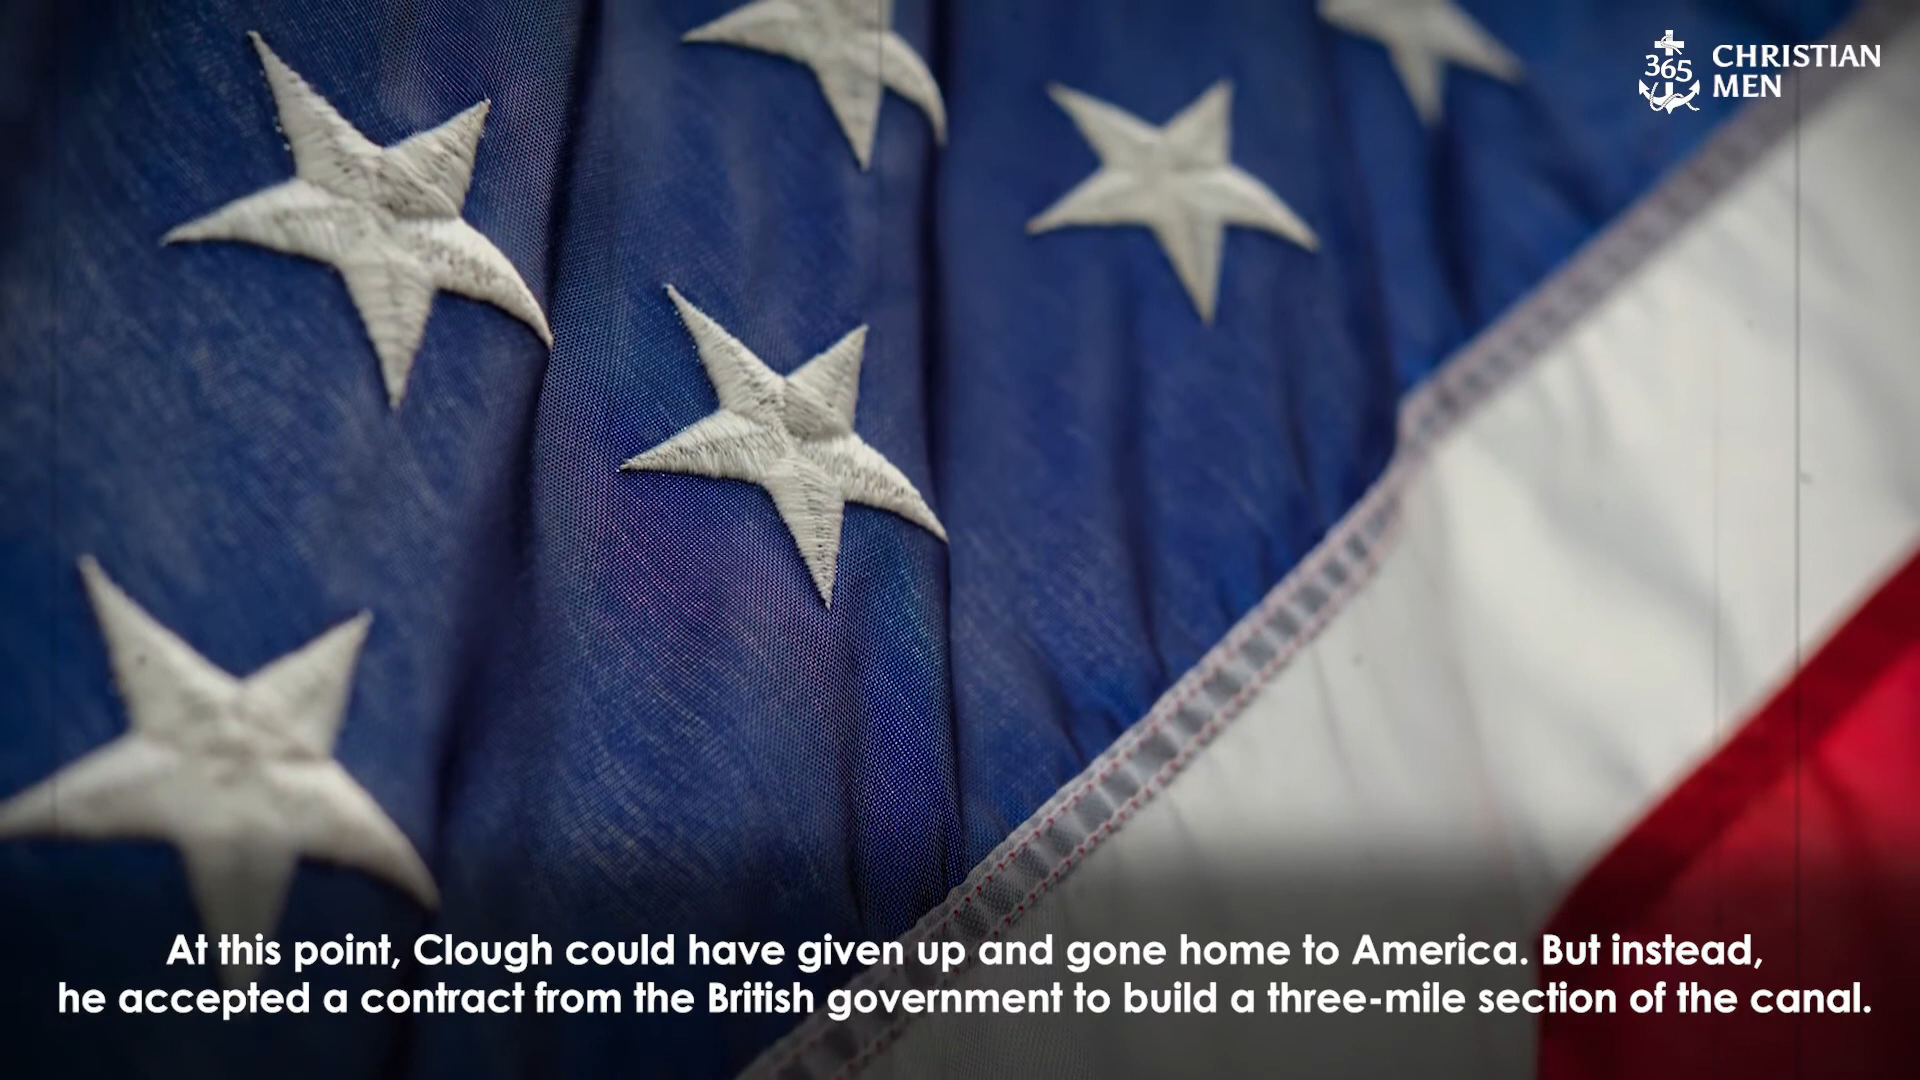 365
CHRISTIAN
MEN
At this point, Clough could have given up and gone home to America. But instead,
he accepted a contract from the British government to build a three-mile section of the canal.